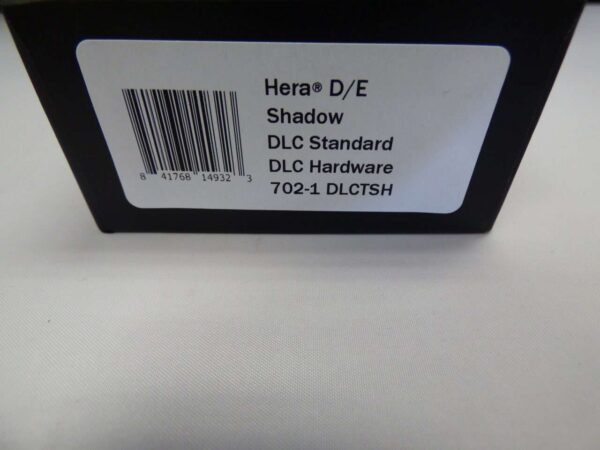 Hera® D/E
Shadow
DLC Standard
DLC Hardware
702-1 DLCTSH
8 41768 14932 3